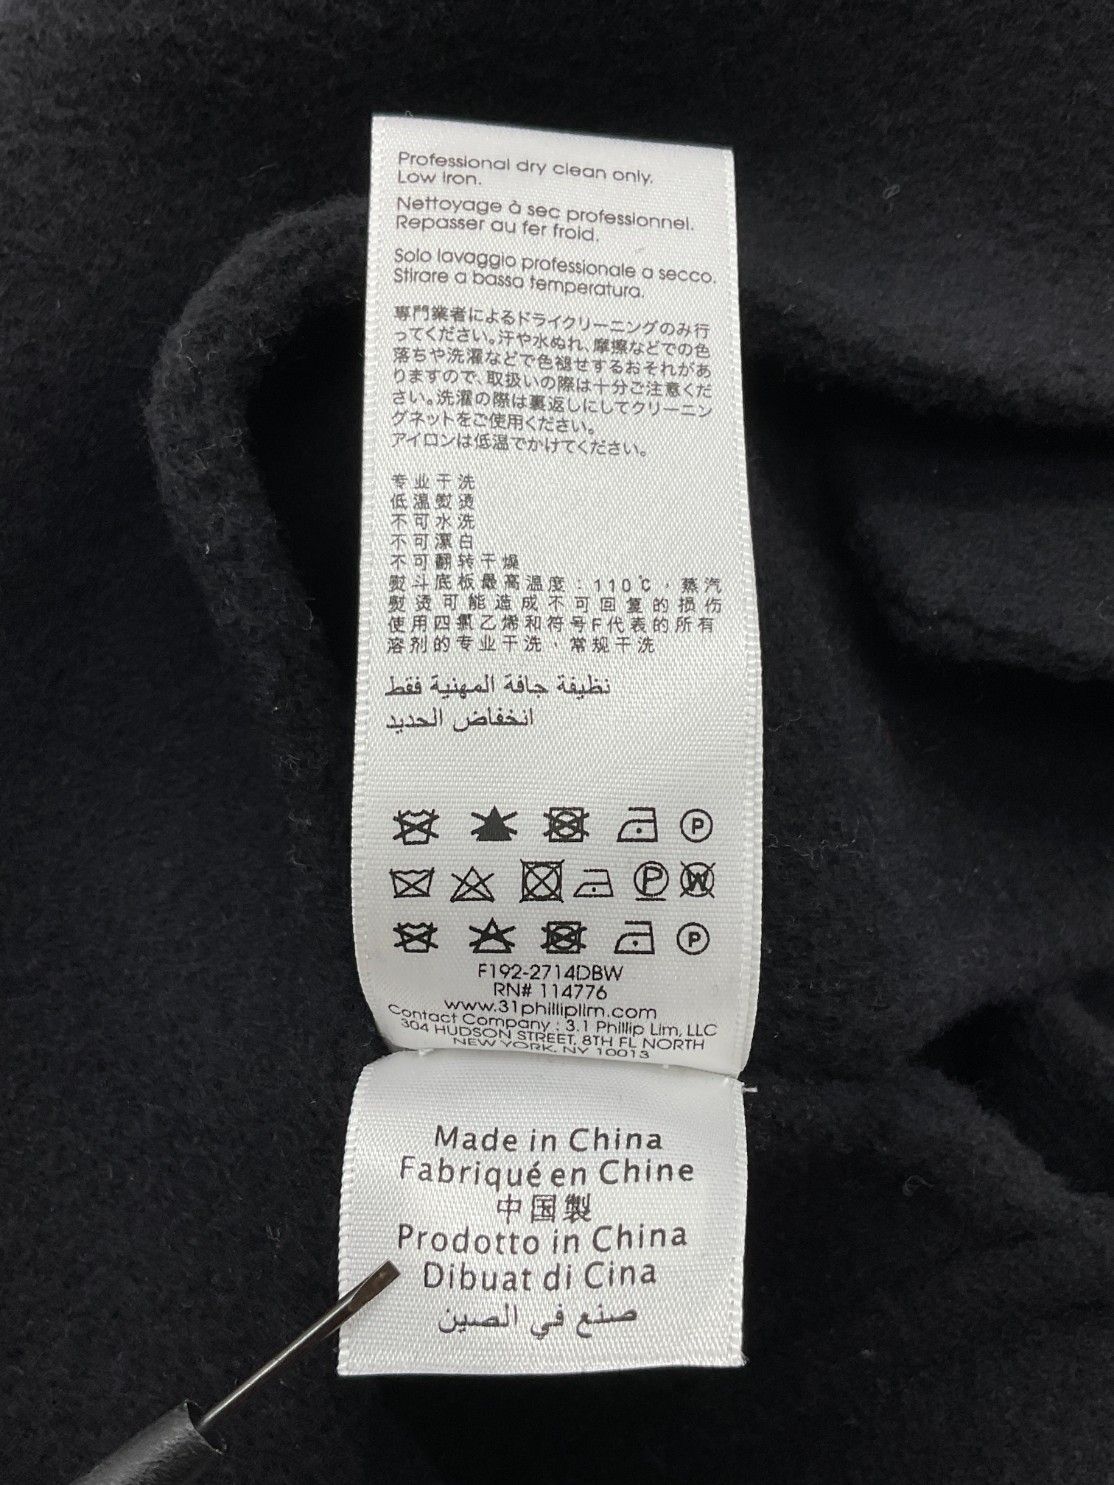 Professional dry clean only.
Low iron.
Nettoyage à sec professionnel.
Repasser au fer froid.
Solo lavaggio professionale a secco.
Stirare a bassa temperatura.
専門業者によるドライクリーニングのみ行
ってください。汗や水ぬれ、摩擦などでの色
落ちや洗濯などで色褪せするおそれがあ
りますので、取扱いの際は十分ご注意くだ
さい。洗濯の際は裏返しにしてクリーニン
グネットをご使用ください。
アイロンは低温でかけてください。
专业干洗
低温熨烫
不可水洗
不可漂白
不可翻转干燥
熨斗底板最高温度：110℃，蒸汽
熨烫可能造成不可回复的损伤
使用四氯乙烯和符号F代表的所有
溶剂的专业干洗，常规干洗
نظيفة جافة المهنية فقط
انخفاض الحديد
P
P W
P
F192-2714DBW
RN# 114776
www.31philliplim.com
Contact Company : 3.1 Phillip Lim, LLC
304 HUDSON STREET, 8TH FL NORTH
NEW YORK, NY 10013
Made in China
Fabriqué en Chine
中国製
Prodotto in China
Dibuat di Cina
صنع في الصين